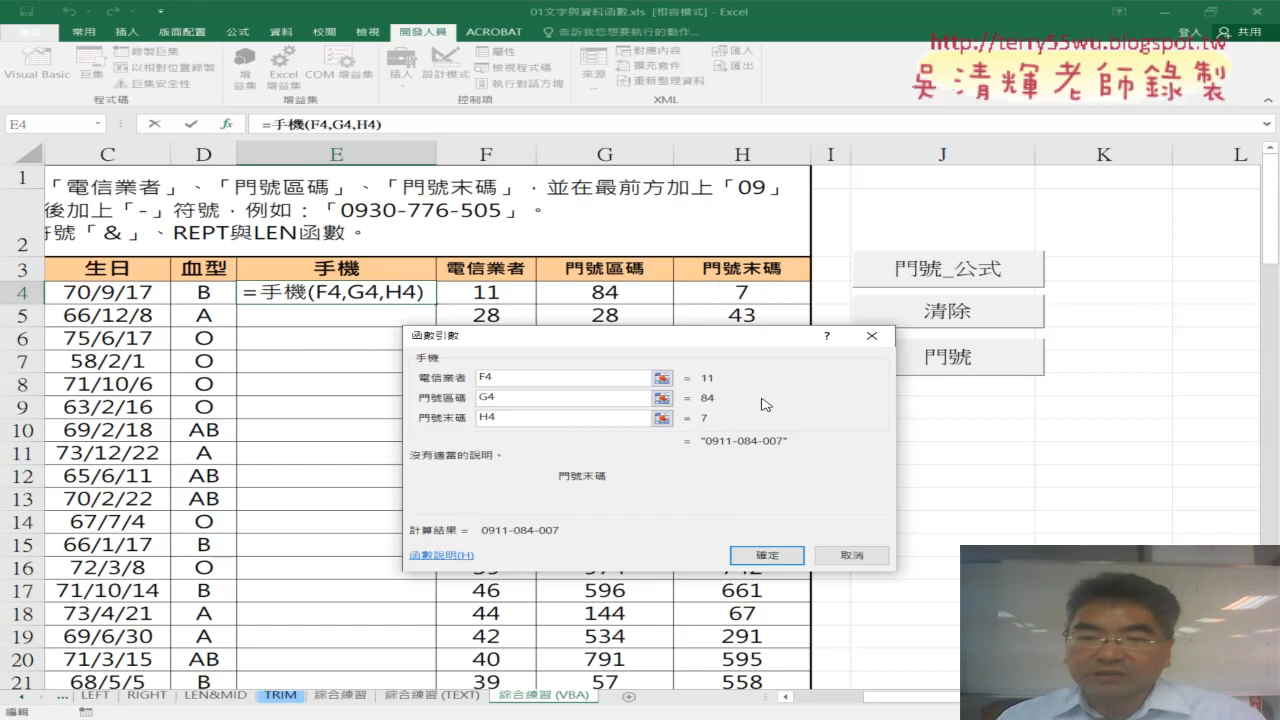 01文字與資料函數.xls [相容模式] - Excel
常用 插入 版面配置 公式 資料 校閱 檢視 開發人員 ACROBAT 告訴我您想要執行的動作... 登入 共用
http://terry55wu.blogspot.tw
吳清輝老師錄製
Visual Basic 巨集 錄製巨集 以相對位置錄製 巨集安全性 程式碼
增益集 Excel 增益集 COM 增益集 增益集
插入 設計模式 屬性 檢視程式碼 執行對話方塊 控制項
來源 對應內容 擴充套件 重新整理資料 匯入 匯出 XML
E4 =手機(F4,G4,H4)
C D E F G H I J K L
1 「電信業者」、「門號區碼」、「門號末碼」,並在最前方加上「09」
後加上「-」符號,例如:「0930-776-505」。
2 符號「&」、REPT與LEN函數。
3 生日 血型 手機 電信業者 門號區碼 門號末碼
4 70/9/17 B =手機(F4,G4,H4) 11 84 7
5 66/12/8 A 28 28 43
6 75/6/17 O
7 58/2/1 O
8 71/10/6 O
9 63/2/16 O
10 69/2/18 AB
11 73/12/22 A
12 65/6/11 AB
13 70/2/22 AB
14 67/7/4 O
15 66/1/17 B
16 72/3/8 O
17 71/10/14 B 46 596 661
18 73/4/21 A 44 144 67
19 69/6/30 A 42 534 291
20 71/3/15 AB 40 791 595
21 68/5/5 B 39 57 558
門號_公式
清除
門號
函數引數 ?
手機
電信業者 F4 = 11
門號區碼 G4 = 84
門號末碼 H4 = 7
= "0911-084-007"
沒有適當的說明。
門號末碼
計算結果 = 0911-084-007
函數說明(H) 確定 取消
... LEFT RIGHT LEN&MID TRIM 綜合練習 綜合練習 (TEXT) 綜合練習 (VBA)
編輯